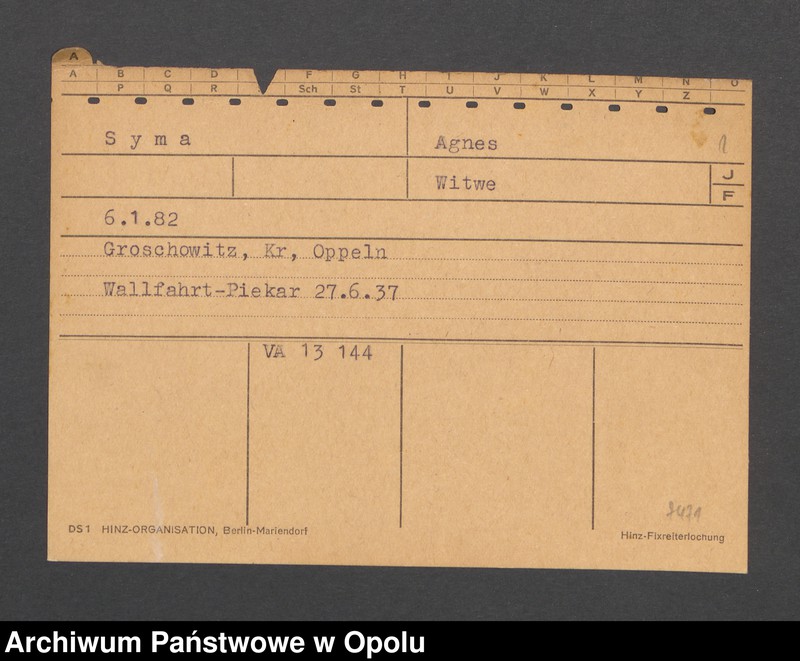 A
A B C D F G H I J K L M N O
P Q R Sch St T U V W X Y Z
Syma Agnes
Witwe J
F
6.1.82
Groschowitz, Kr, Oppeln
Wallfahrt-Piekar 27.6.37
VA 13 144
DS1 HINZ-ORGANISATION, Berlin-Mariendorf
Hinz-Fixreiterlochung
Archiwum Państwowe w Opolu